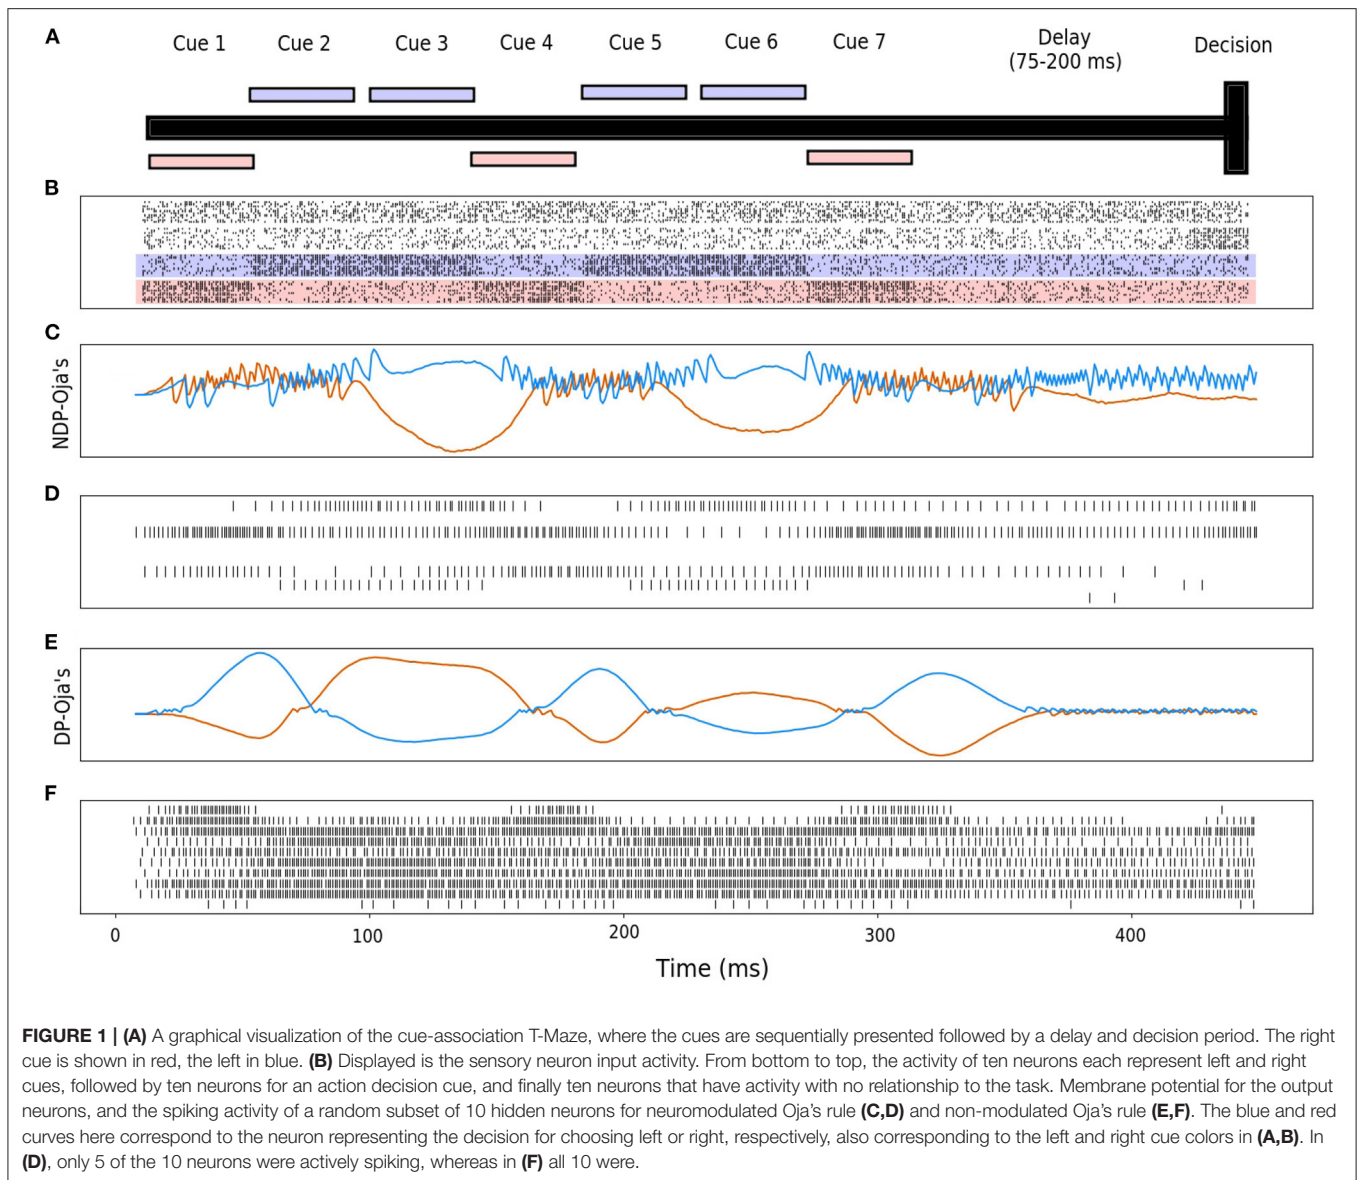 A
Cue 1 Cue 2 Cue 3 Cue 4 Cue 5 Cue 6 Cue 7 Delay Decision
(75-200 ms)
B
C
NDP-Oja's
D
E
DP-Oja's
F
0 100 200 300 400
Time (ms)
FIGURE 1 | (A) A graphical visualization of the cue-association T-Maze, where the cues are sequentially presented followed by a delay and decision period. The right
cue is shown in red, the left in blue. (B) Displayed is the sensory neuron input activity. From bottom to top, the activity of ten neurons each represent left and right
cues, followed by ten neurons for an action decision cue, and finally ten neurons that have activity with no relationship to the task. Membrane potential for the output
neurons, and the spiking activity of a random subset of 10 hidden neurons for neuromodulated Oja's rule (C,D) and non-modulated Oja's rule (E,F). The blue and red
curves here correspond to the neuron representing the decision for choosing left or right, respectively, also corresponding to the left and right cue colors in (A,B). In
(D), only 5 of the 10 neurons were actively spiking, whereas in (F) all 10 were.